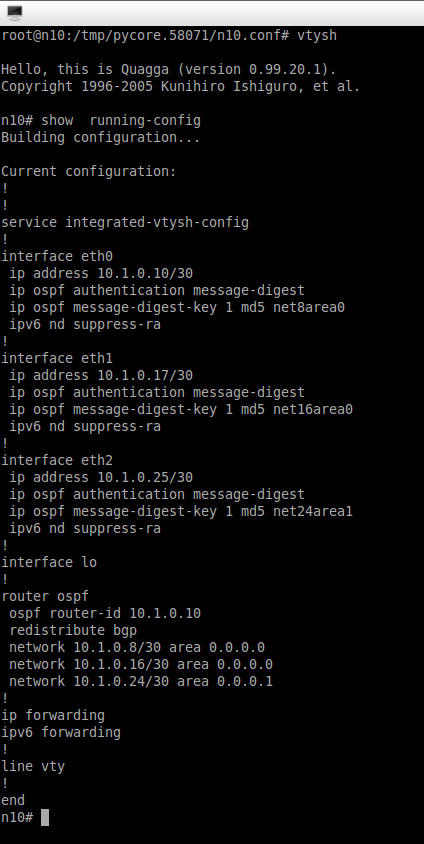 root@n10:/tmp/pycore.58071/n10.conf# vtysh
Hello, this is Quagga (version 0.99.20.1).
Copyright 1996-2005 Kunihiro Ishiguro, et al.
n10# show  running-config
Building configuration...
Current configuration:
!
!
service integrated-vtysh-config
!
interface eth0
 ip address 10.1.0.10/30
 ip ospf authentication message-digest
 ip ospf message-digest-key 1 md5 net8area0
 ipv6 nd suppress-ra
!
interface eth1
 ip address 10.1.0.17/30
 ip ospf authentication message-digest
 ip ospf message-digest-key 1 md5 net16area0
 ipv6 nd suppress-ra
!
interface eth2
 ip address 10.1.0.25/30
 ip ospf authentication message-digest
 ip ospf message-digest-key 1 md5 net24area1
 ipv6 nd suppress-ra
!
interface lo
!
router ospf
 ospf router-id 10.1.0.10
 redistribute bgp
 network 10.1.0.8/30 area 0.0.0.0
 network 10.1.0.16/30 area 0.0.0.0
 network 10.1.0.24/30 area 0.0.0.1
!
ip forwarding
ipv6 forwarding
!
line vty
!
end
n10#